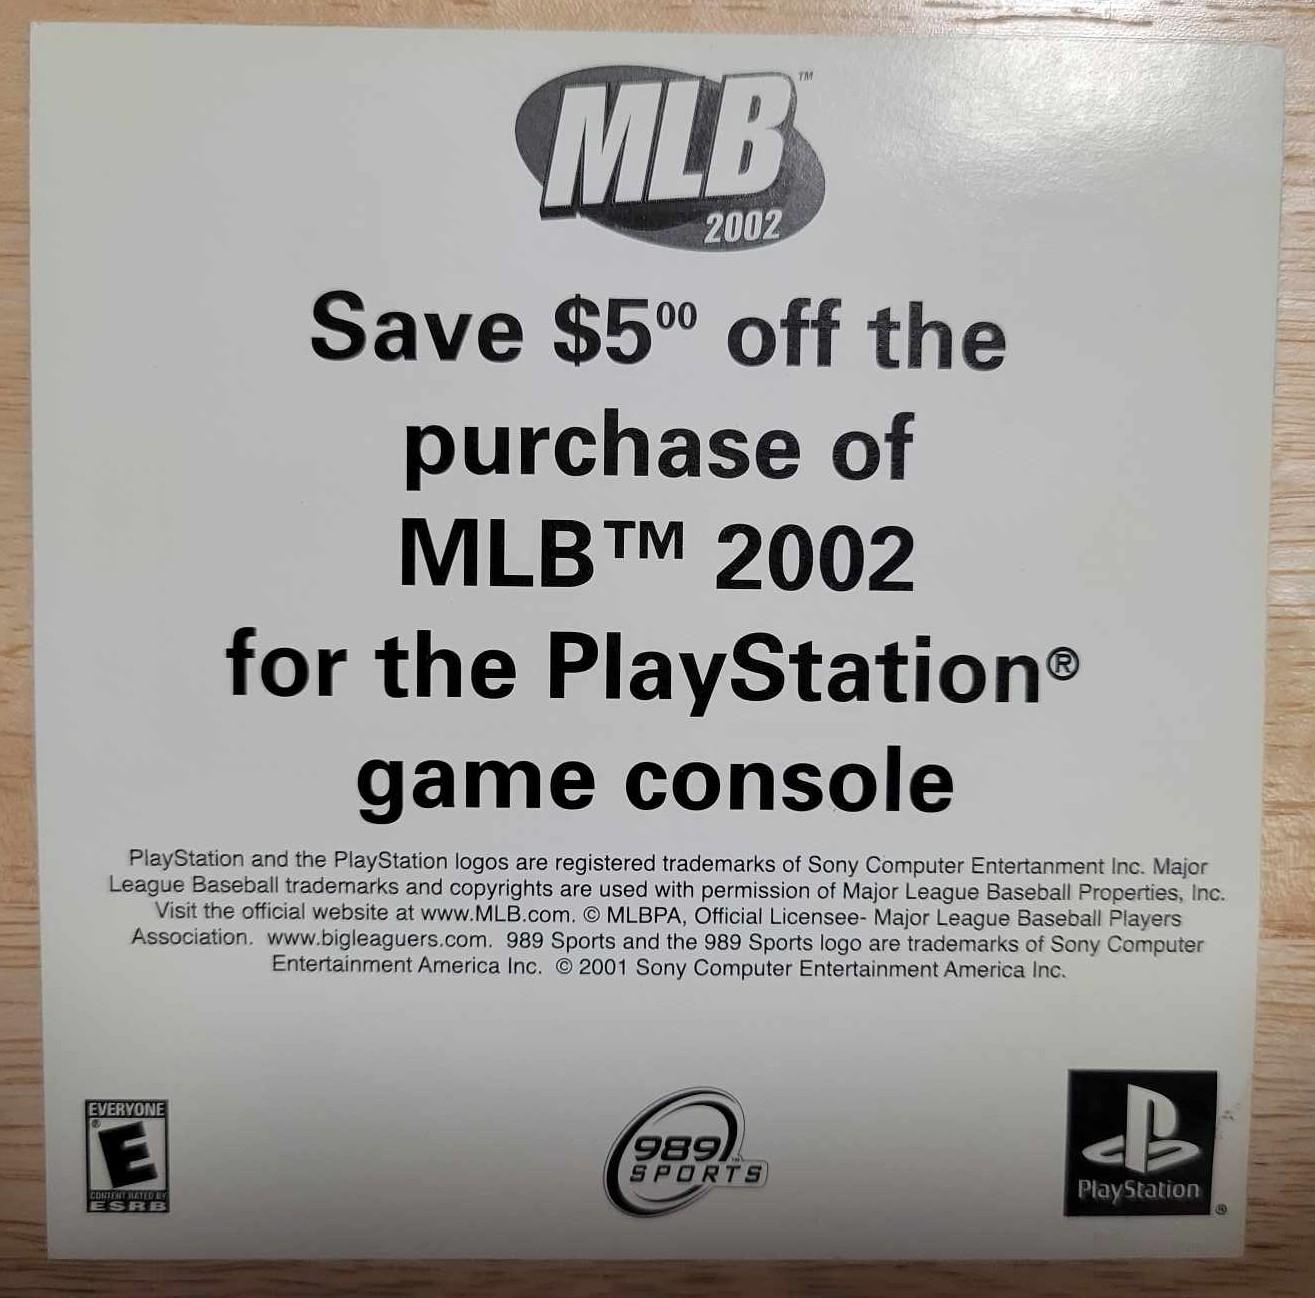 MLB™
2002
Save $5⁰⁰ off the
purchase of
MLB™ 2002
for the PlayStation®
game console
PlayStation and the PlayStation logos are registered trademarks of Sony Computer Entertanment Inc. Major
League Baseball trademarks and copyrights are used with permission of Major League Baseball Properties, Inc.
Visit the official website at www.MLB.com. © MLBPA, Official Licensee- Major League Baseball Players
Association. www.bigleaguers.com. 989 Sports and the 989 Sports logo are trademarks of Sony Computer
Entertainment America Inc. © 2001 Sony Computer Entertainment America Inc.
EVERYONE
E®
CONTENT RATED BY
ESRB
989™
SPORTS
PlayStation®